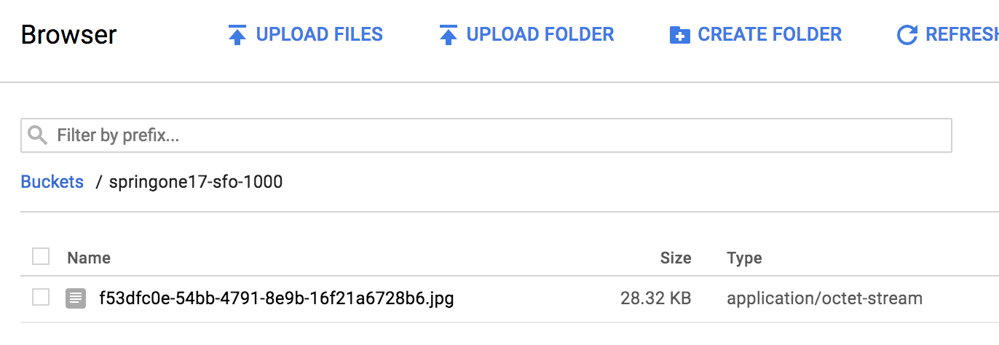 Browser UPLOAD FILES UPLOAD FOLDER CREATE FOLDER REFRESH
Filter by prefix...
Buckets / springone17-sfo-1000
Name Size Type
f53dfc0e-54bb-4791-8e9b-16f21a6728b6.jpg 28.32 KB application/octet-stream